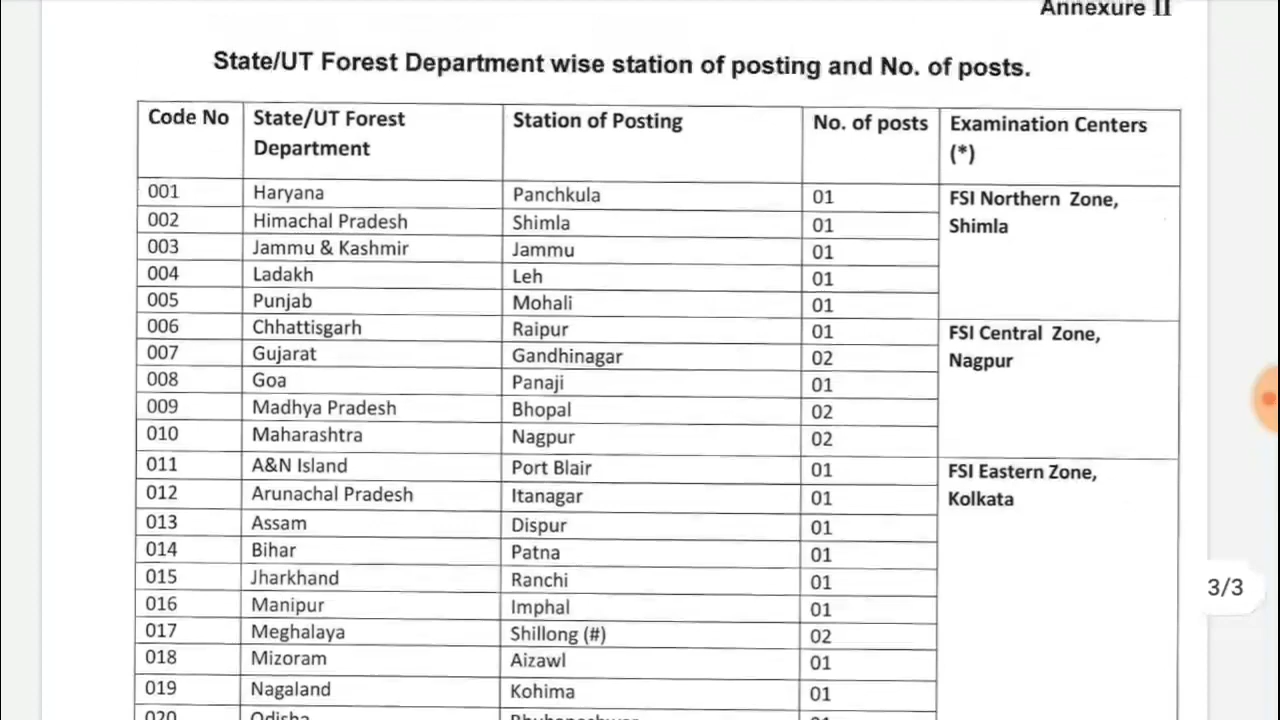 Annexure II
State/UT Forest Department wise station of posting and No. of posts.
Code No State/UT Forest Department Station of Posting No. of posts Examination Centers (*)
001 Haryana Panchkula 01 FSI Northern Zone, Shimla
002 Himachal Pradesh Shimla 01
003 Jammu & Kashmir Jammu 01
004 Ladakh Leh 01
005 Punjab Mohali 01
006 Chhattisgarh Raipur 01 FSI Central Zone, Nagpur
007 Gujarat Gandhinagar 02
008 Goa Panaji 01
009 Madhya Pradesh Bhopal 02
010 Maharashtra Nagpur 02
011 A&N Island Port Blair 01 FSI Eastern Zone, Kolkata
012 Arunachal Pradesh Itanagar 01
013 Assam Dispur 01
014 Bihar Patna 01
015 Jharkhand Ranchi 01
016 Manipur Imphal 01
017 Meghalaya Shillong (#) 02
018 Mizoram Aizawl 01
019 Nagaland Kohima 01
020 Odisha
3/3